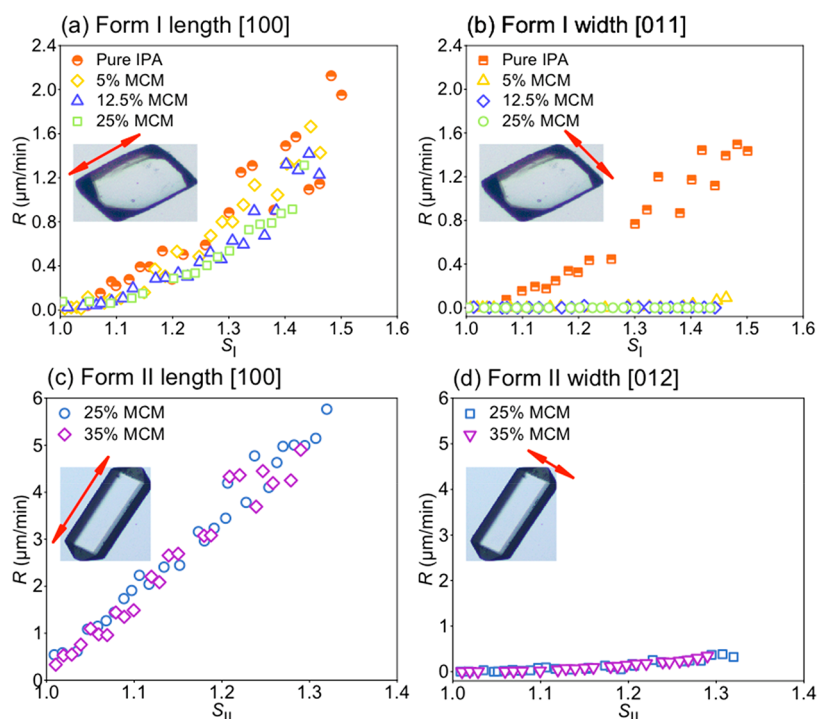 (a) Form I length [100]
2.4
2.0
1.6
1.2
0.8
0.4
0.0
R (μm/min)
Pure IPA
5% MCM
12.5% MCM
25% MCM
1.0 1.1 1.2 1.3 1.4 1.5 1.6
S_I
(b) Form I width [011]
2.4
2.0
1.6
1.2
0.8
0.4
0.0
R (μm/min)
Pure IPA
5% MCM
12.5% MCM
25% MCM
1.0 1.1 1.2 1.3 1.4 1.5 1.6
S_I
(c) Form II length [100]
6
5
4
3
2
1
0
R (μm/min)
25% MCM
35% MCM
1.0 1.1 1.2 1.3 1.4
S_II
(d) Form II width [012]
6
5
4
3
2
1
0
R (μm/min)
25% MCM
35% MCM
1.0 1.1 1.2 1.3 1.4
S_II